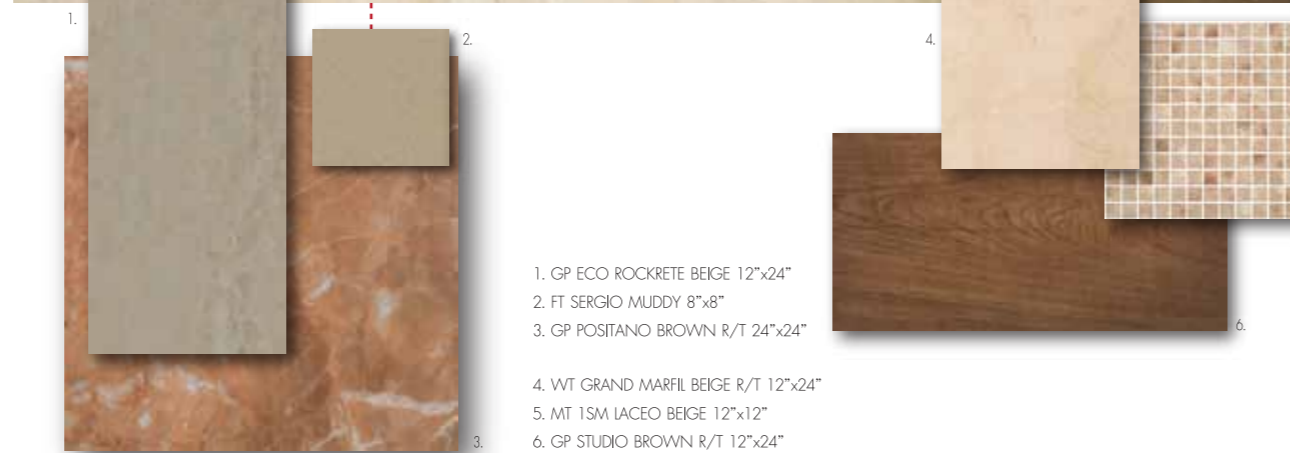 1.
2.
4.
1. GP ECO ROCKRETE BEIGE 12"x24"
2. FT SERGIO MUDDY 8"x8"
3. GP POSITANO BROWN R/T 24"x24"
6.
4. WT GRAND MARFIL BEIGE R/T 12"x24"
5. MT 1SM LACEO BEIGE 12"x12"
6. GP STUDIO BROWN R/T 12"x24"
3.